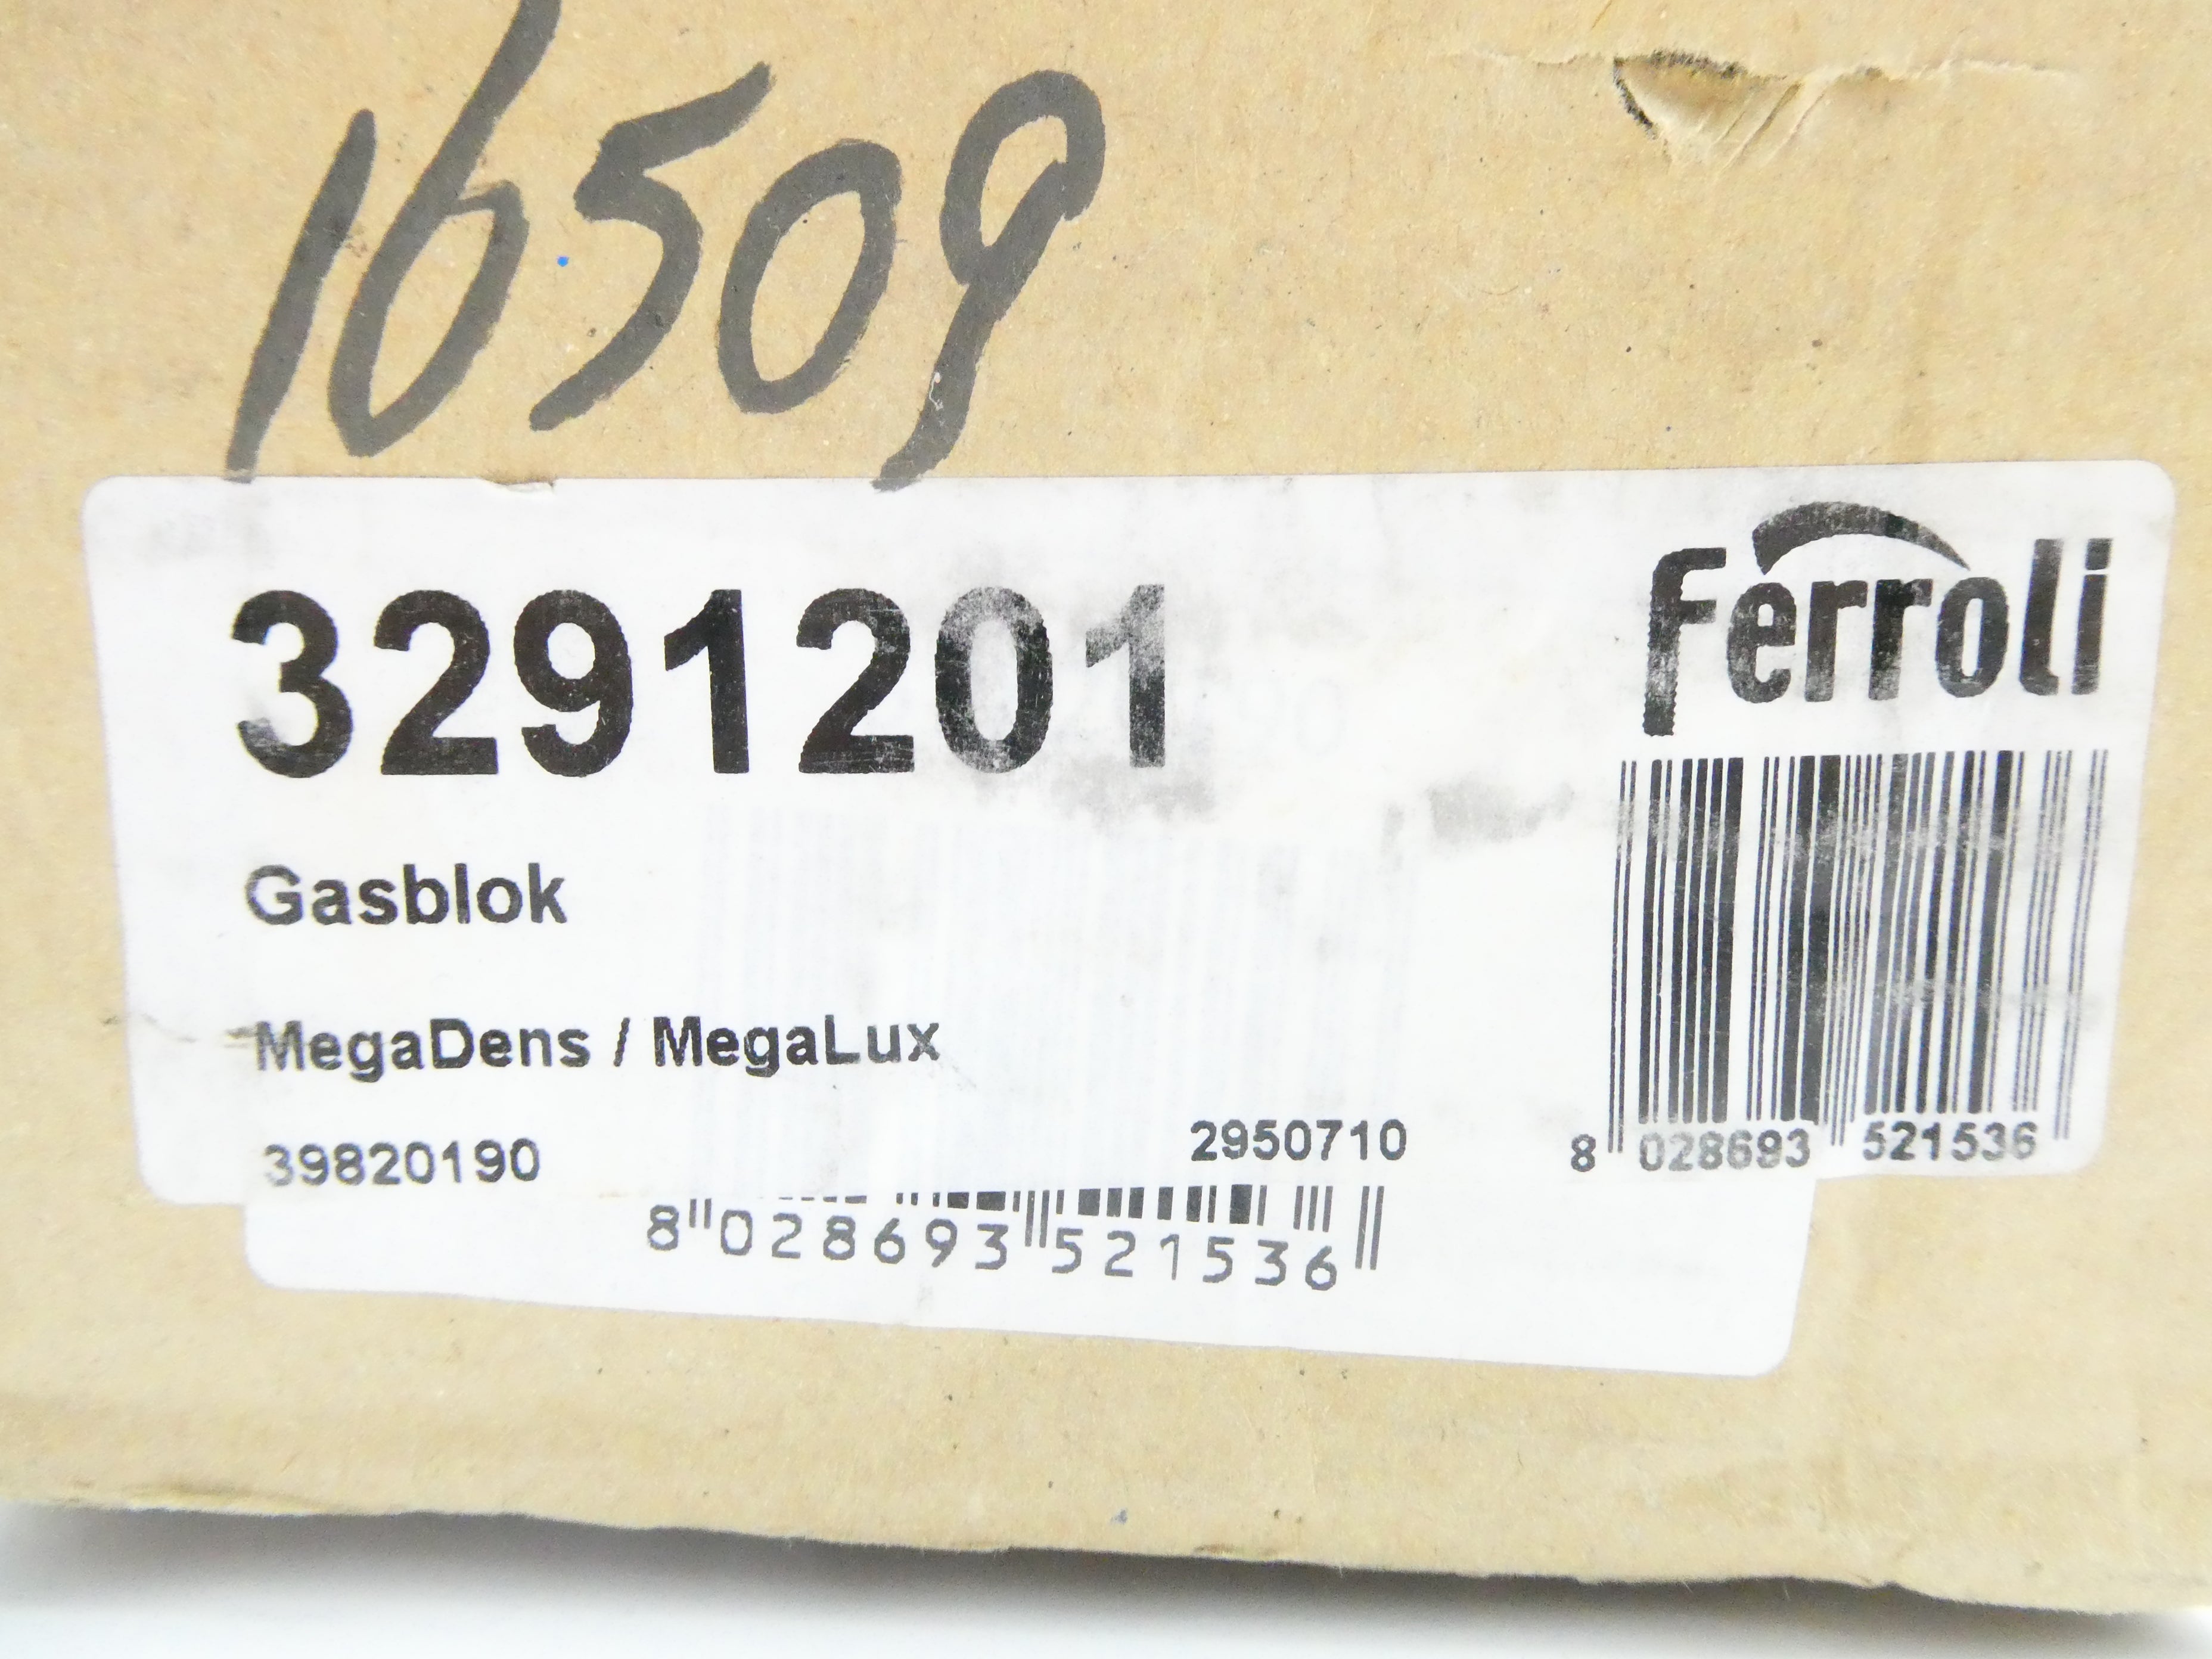 16509
3291201
ferroli
Gasblok
MegaDens / MegaLux
39820190
2950710
8 028693 521536
8 028693 521536